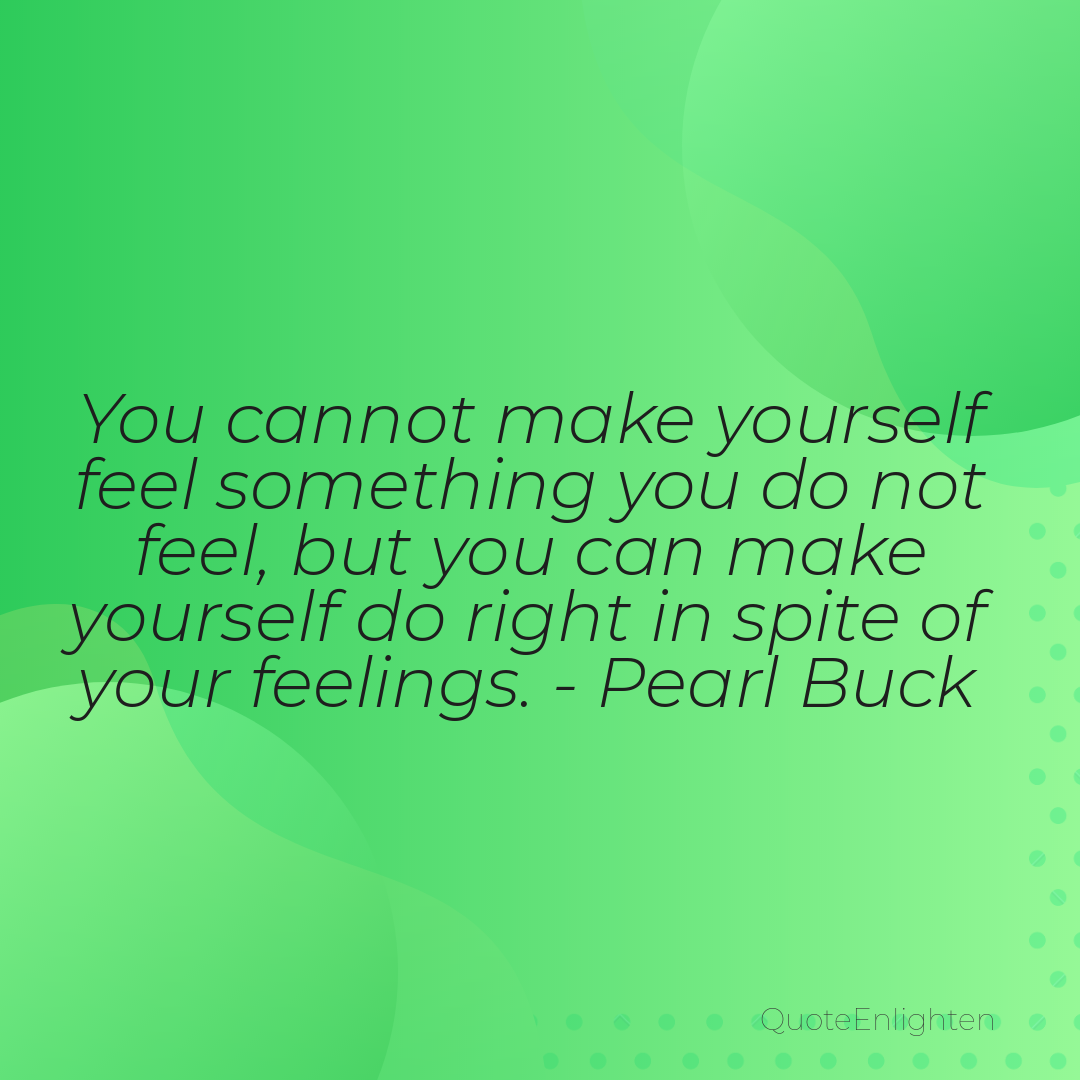 You cannot make yourself
feel something you do not
feel, but you can make
yourself do right in spite of
your feelings. - Pearl Buck
QuoteEnlighten